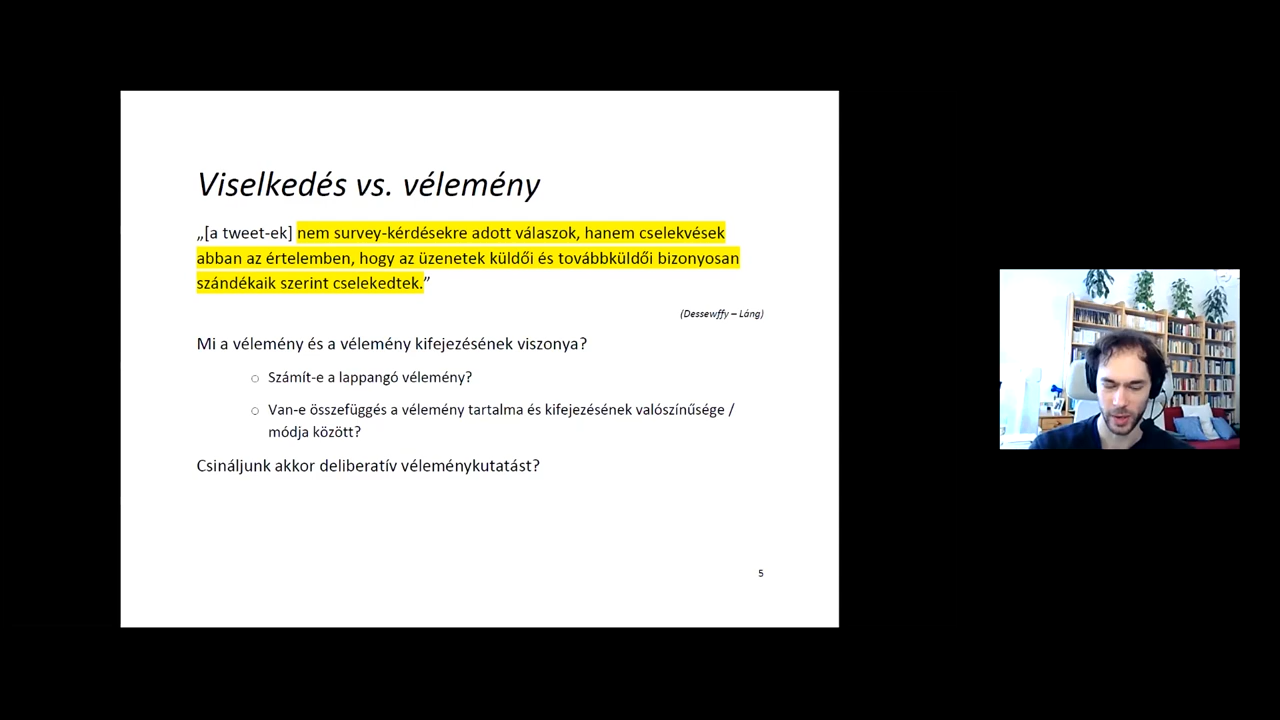 Viselkedés vs. vélemény
„[a tweet-ek] nem survey-kérdésekre adott válaszok, hanem cselekvések
abban az értelemben, hogy az üzenetek küldői és továbbküldői bizonyosan
szándékaik szerint cselekedtek.”
(Dessewffy – Láng)
Mi a vélemény és a vélemény kifejezésének viszonya?
○ Számít-e a lappangó vélemény?
○ Van-e összefüggés a vélemény tartalma és kifejezésének valószínűsége /
módja között?
Csináljunk akkor deliberatív véleménykutatást?
5